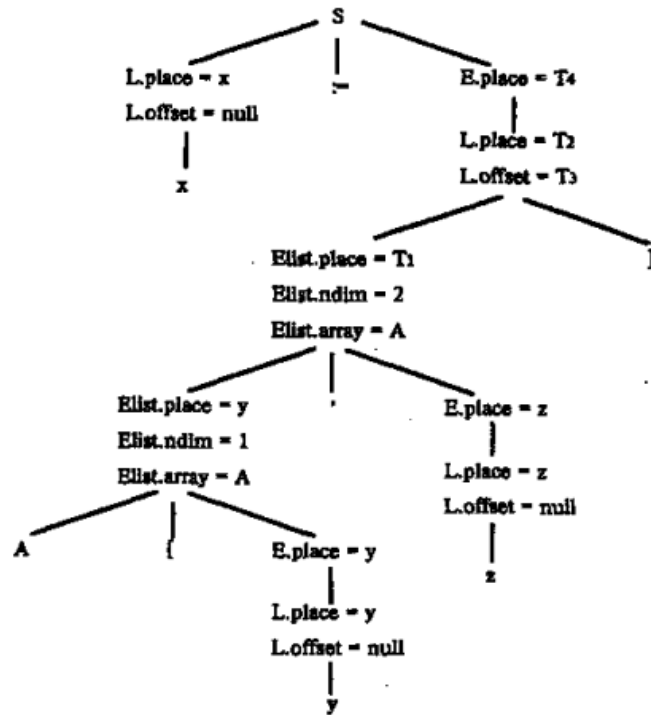 S
L.place = x
:=
E.place = T4
L.offset = null
L.place = T2
x
L.offset = T3
Elist.place = T1
]
Elist.ndim = 2
Elist.array = A
Elist.place = y
,
E.place = z
Elist.ndim = 1
L.place = z
Elist.array = A
L.offset = null
A
[
E.place = y
z
L.place = y
L.offset = null
y